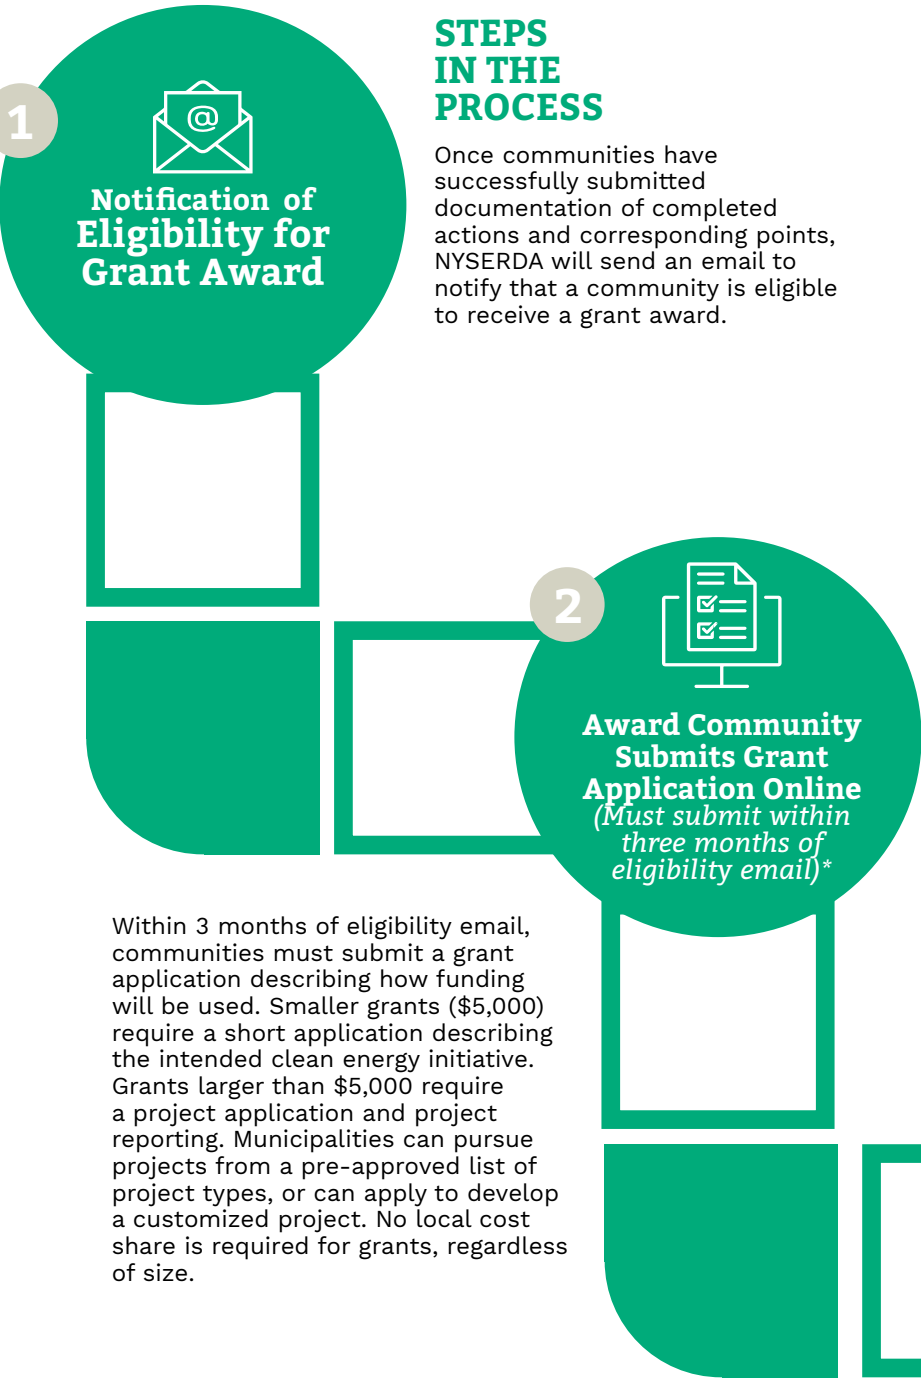 STEPS
IN THE
PROCESS
1
@
Notification of
Eligibility for
Grant Award
Once communities have
successfully submitted
documentation of completed
actions and corresponding points,
NYSERDA will send an email to
notify that a community is eligible
to receive a grant award.
2
Award Community
Submits Grant
Application Online
(Must submit within
three months of
eligibility email)*
Within 3 months of eligibility email,
communities must submit a grant
application describing how funding
will be used. Smaller grants ($5,000)
require a short application describing
the intended clean energy initiative.
Grants larger than $5,000 require
a project application and project
reporting. Municipalities can pursue
projects from a pre-approved list of
project types, or can apply to develop
a customized project. No local cost
share is required for grants, regardless
of size.